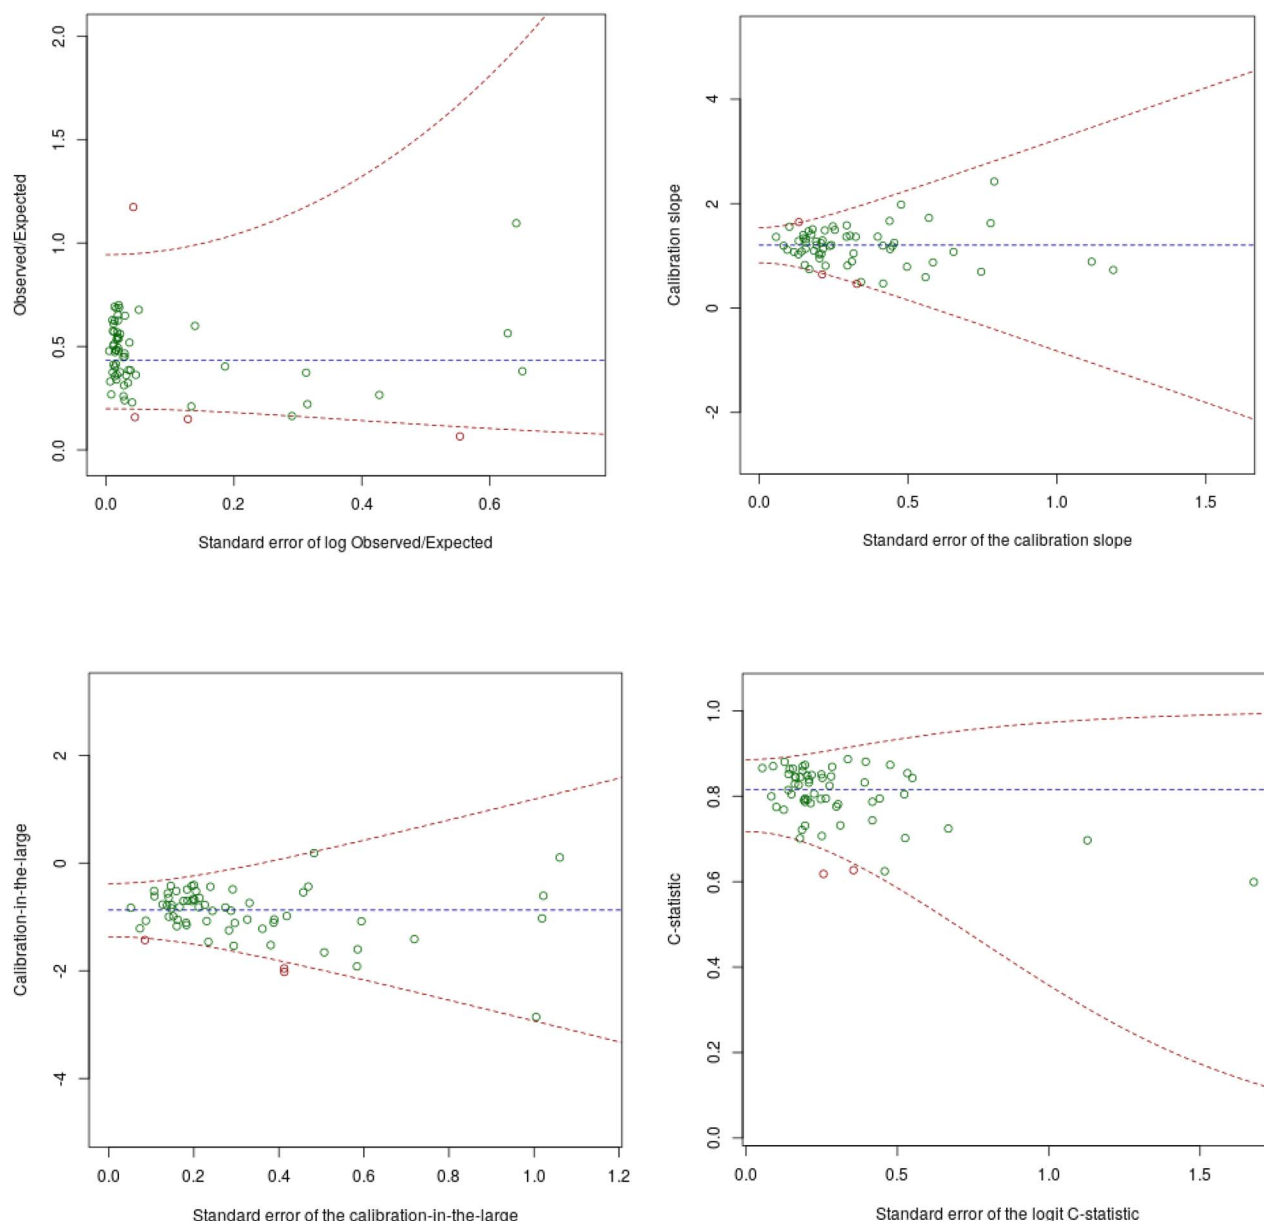 Observed/Expected
2.0
1.5
1.0
0.5
0.0
0.0 0.2 0.4 0.6
Standard error of log Observed/Expected
Calibration slope
4
2
0
-2
0.0 0.5 1.0 1.5
Standard error of the calibration slope
Calibration-in-the-large
2
0
-2
-4
0.0 0.2 0.4 0.6 0.8 1.0 1.2
Standard error of the calibration-in-the-large
C-statistic
1.0
0.8
0.6
0.4
0.2
0.0
0.0 0.5 1.0 1.5
Standard error of the logit C-statistic